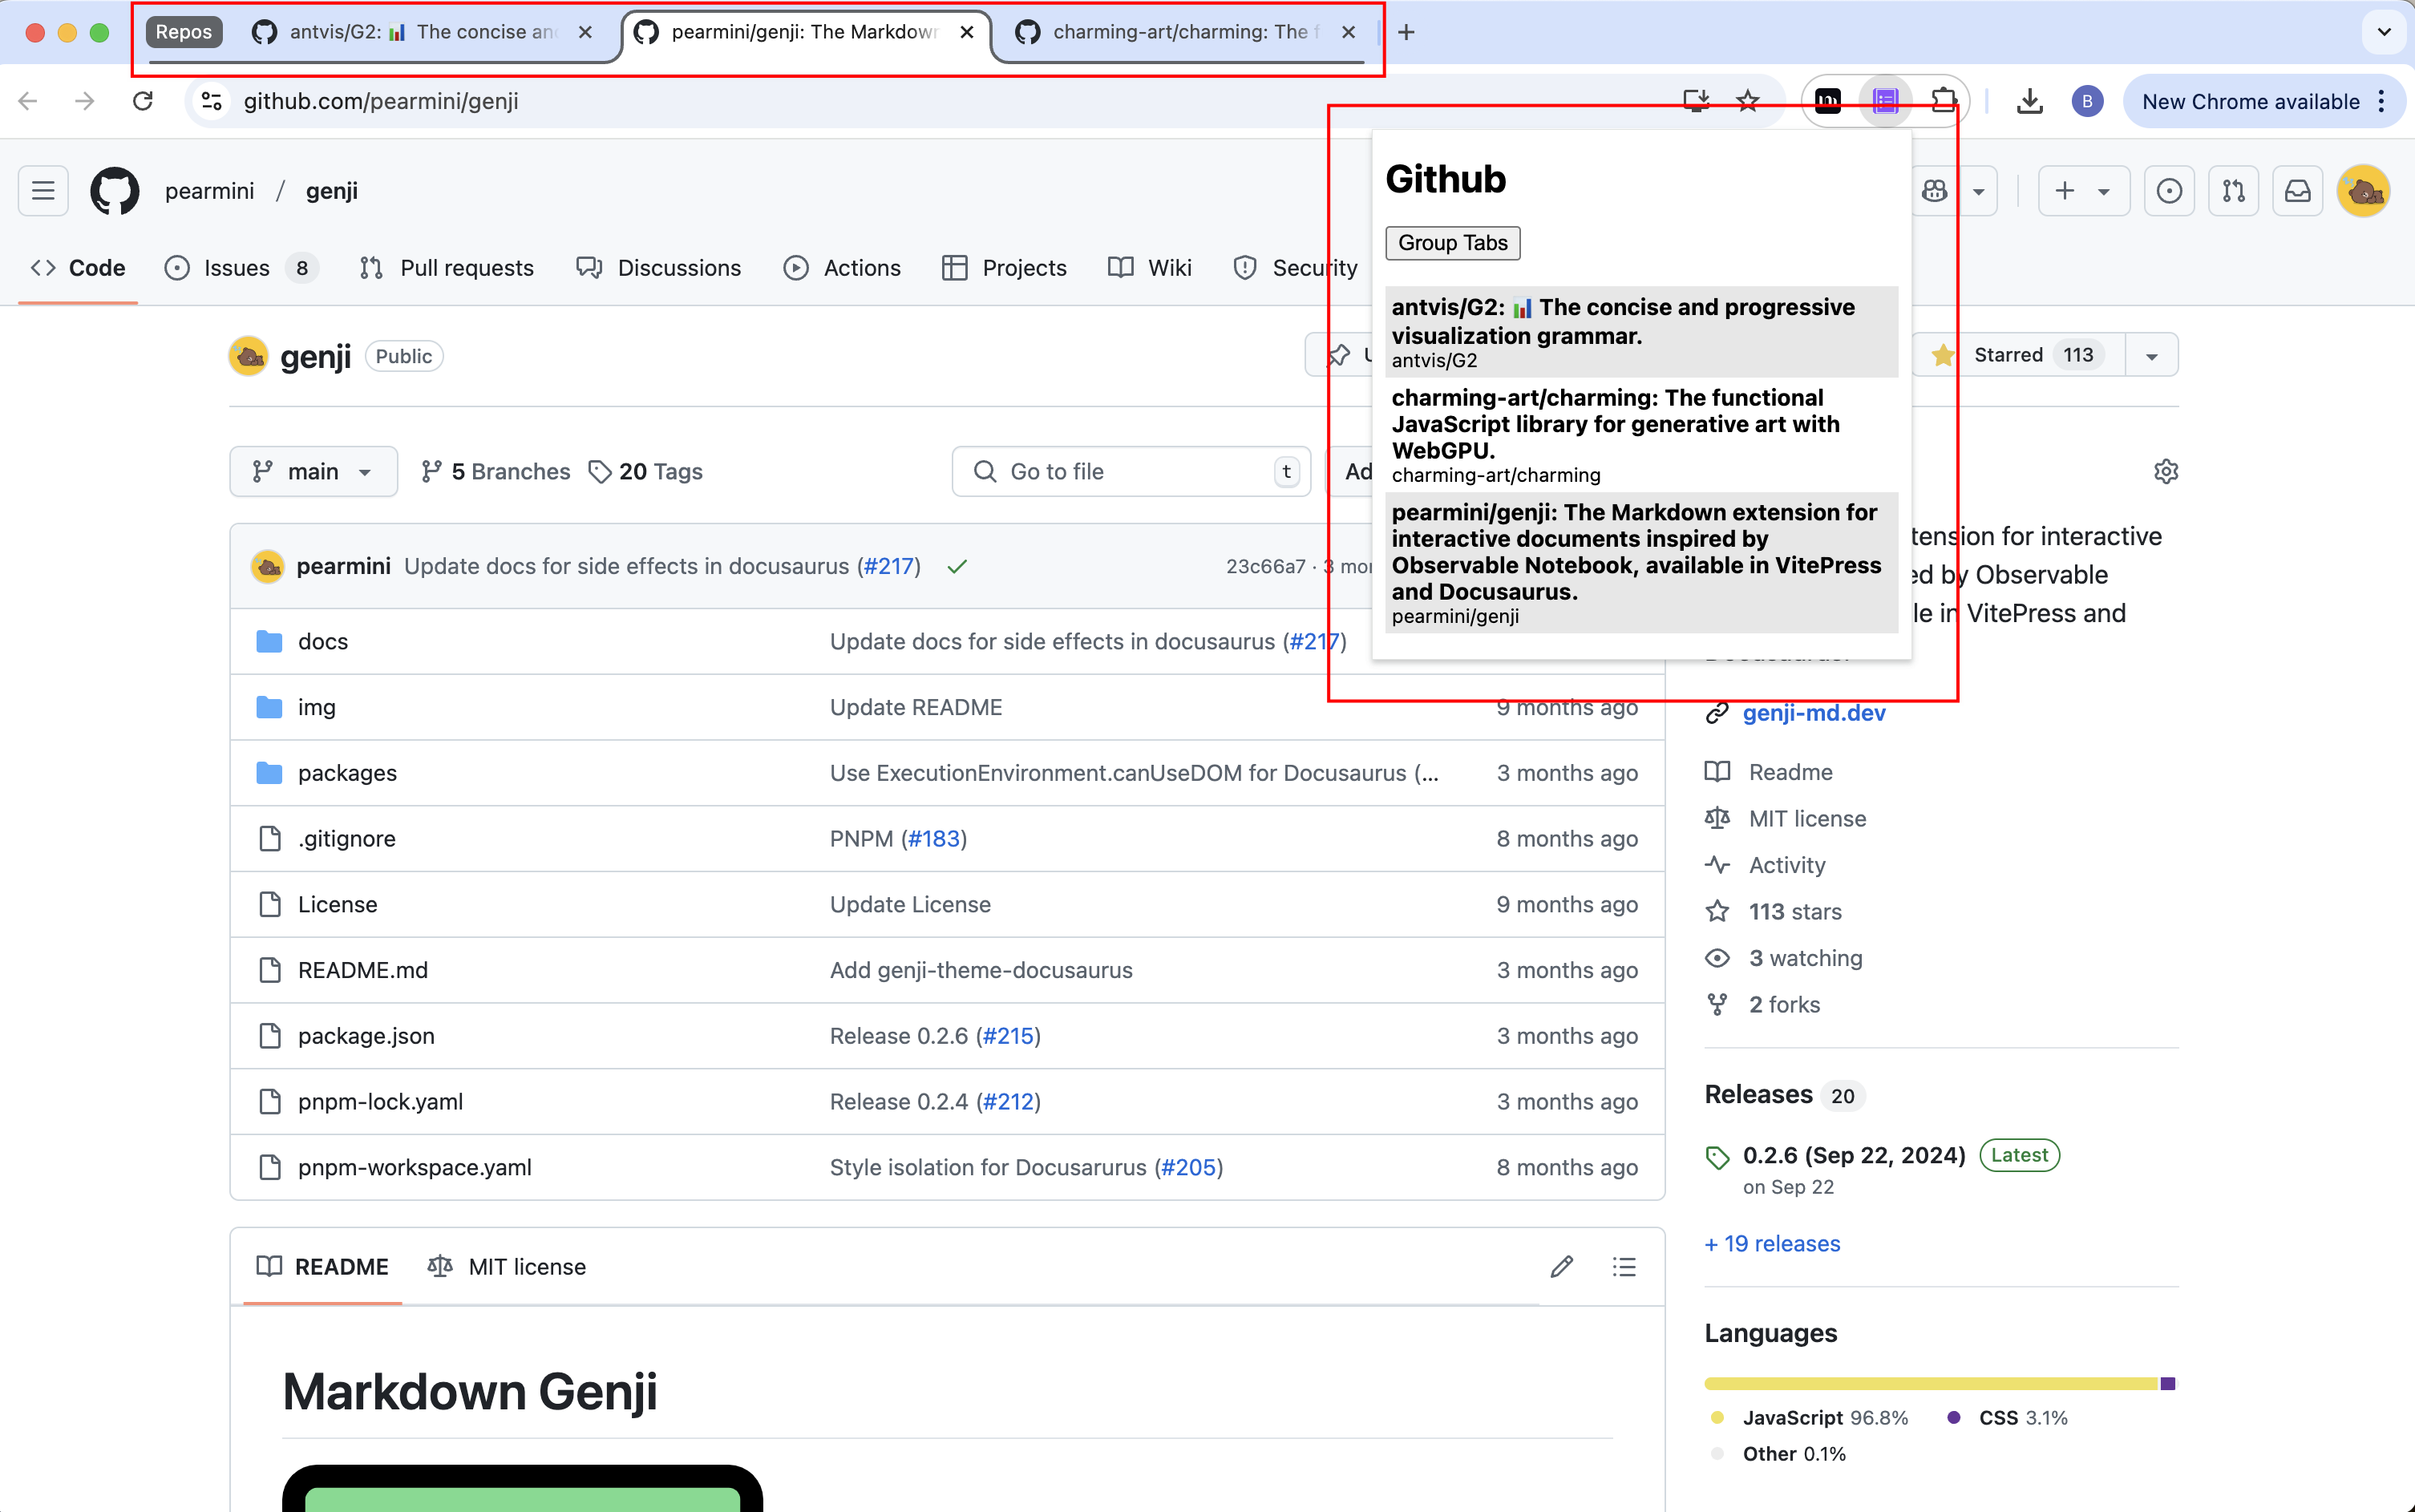 Repos
antvis/G2: 📊 The concise an
pearmini/genji: The Markdown
charming-art/charming: The f
github.com/pearmini/genji
B
New Chrome available
pearmini / genji
Code
Issues 8
Pull requests
Discussions
Actions
Projects
Wiki
Security
Github
Group Tabs
antvis/G2: 📊 The concise and progressive
visualization grammar.
antvis/G2
charming-art/charming: The functional
JavaScript library for generative art with
WebGPU.
charming-art/charming
pearmini/genji: The Markdown extension for
interactive documents inspired by
Observable Notebook, available in VitePress
and Docusaurus.
pearmini/genji
genji Public
Starred 113
main
5 Branches
20 Tags
Go to file t
Ad
pearmini Update docs for side effects in docusaurus (#217)
23c66a7 · 3 mon
docs Update docs for side effects in docusaurus (#217)
img Update README 9 months ago
packages Use ExecutionEnvironment.canUseDOM for Docusaurus (... 3 months ago
.gitignore PNPM (#183) 8 months ago
License Update License 9 months ago
README.md Add genji-theme-docusaurus 3 months ago
package.json Release 0.2.6 (#215) 3 months ago
pnpm-lock.yaml Release 0.2.4 (#212) 3 months ago
pnpm-workspace.yaml Style isolation for Docusarurus (#205) 8 months ago
README
MIT license
Markdown Genji
tension for interactive
ed by Observable
le in VitePress and
genji-md.dev
Readme
MIT license
Activity
113 stars
3 watching
2 forks
Releases 20
0.2.6 (Sep 22, 2024) Latest
on Sep 22
+ 19 releases
Languages
JavaScript 96.8%
CSS 3.1%
Other 0.1%